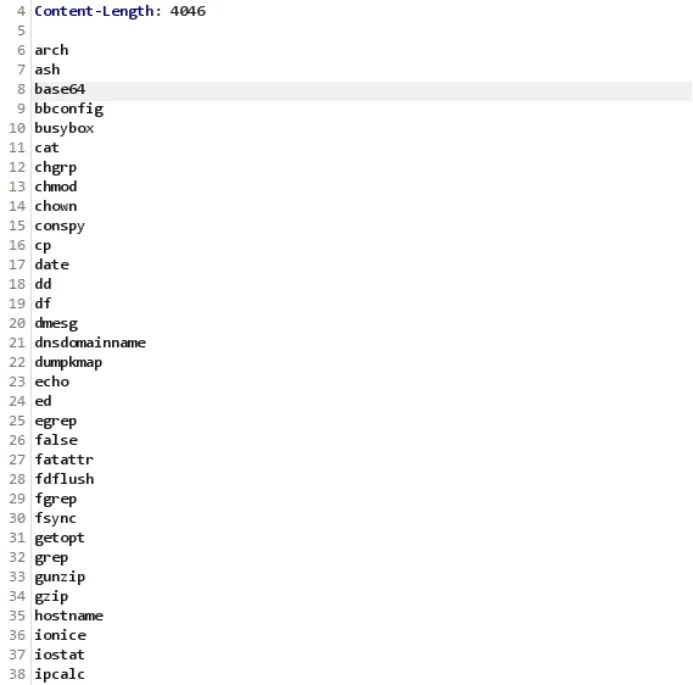 4 Content-Length: 4046
5
6 arch
7 ash
8 base64
9 bbconfig
10 busybox
11 cat
12 chgrp
13 chmod
14 chown
15 conspy
16 cp
17 date
18 dd
19 df
20 dmesg
21 dnsdomainname
22 dumpkmap
23 echo
24 ed
25 egrep
26 false
27 fatattr
28 fdflush
29 fgrep
30 fsync
31 getopt
32 grep
33 gunzip
34 gzip
35 hostname
36 ionice
37 iostat
38 ipcalc